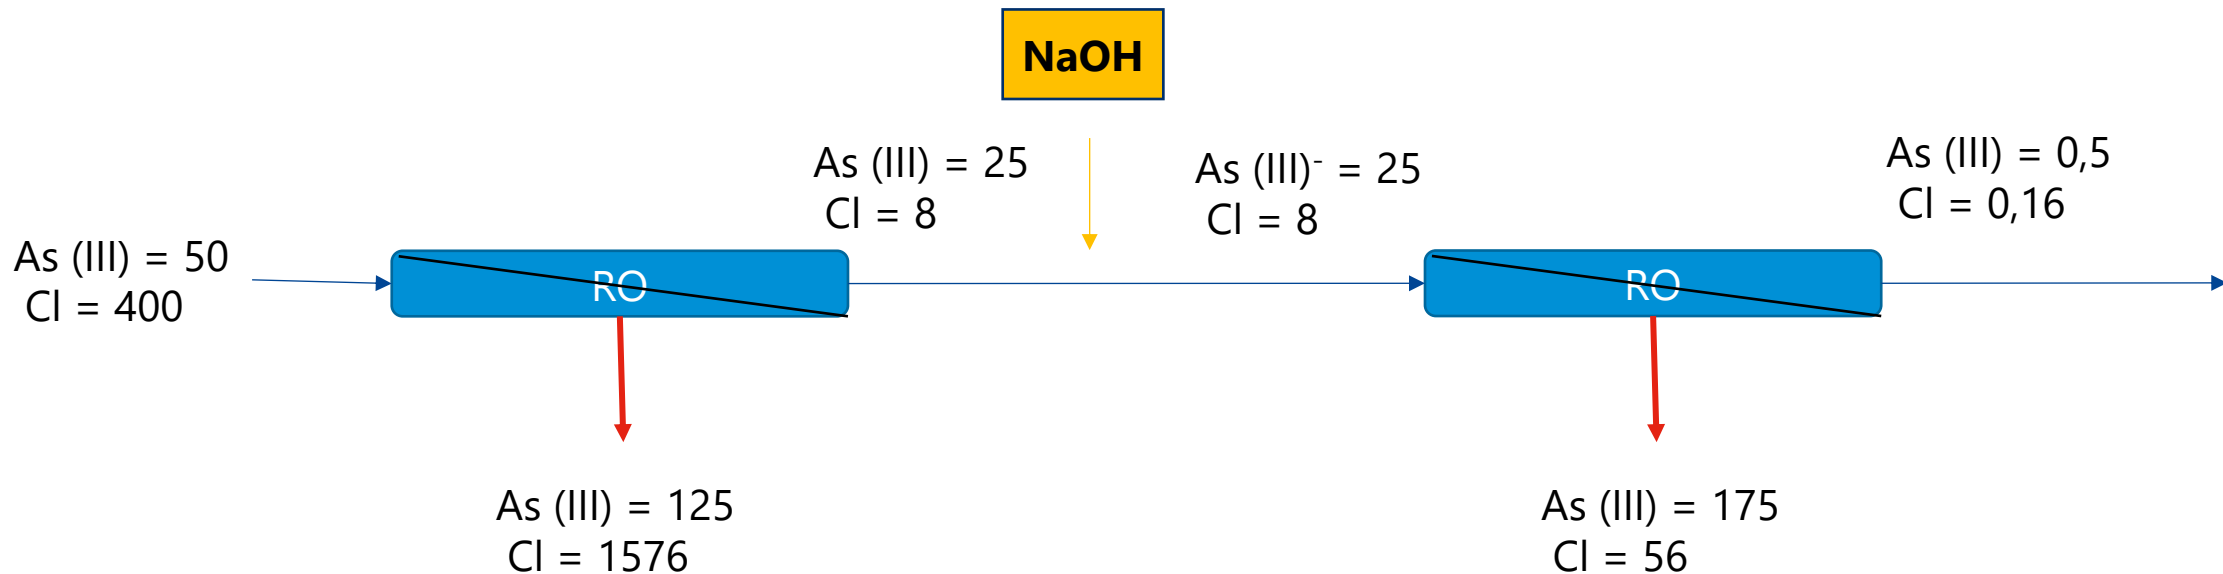 NaOH
As (III) = 50
Cl = 400
RO
As (III) = 25
Cl = 8
As (III)⁻ = 25
Cl = 8
RO
As (III) = 0,5
Cl = 0,16
As (III) = 125
Cl = 1576
As (III) = 175
Cl = 56